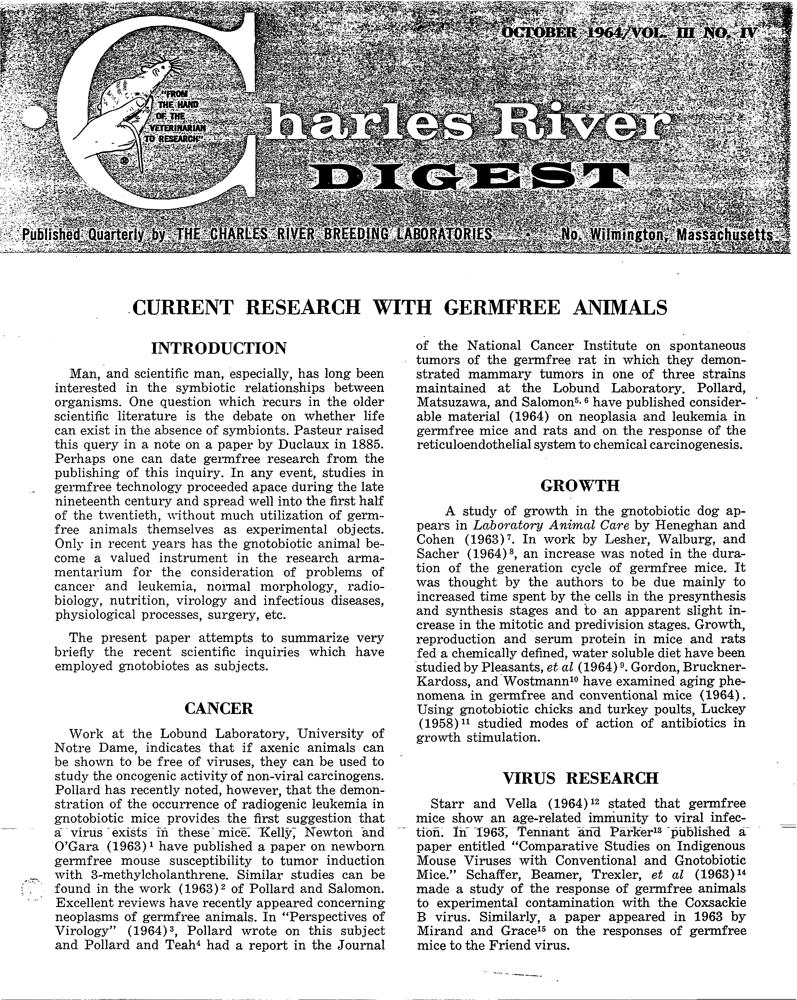 OCTOBER 1964/VOL. III NO. IV
"FROM
THE HAND
OF THE
VETERINARIAN
TO RESEARCH"
®
Charles River
DIGEST
Published Quarterly by THE CHARLES RIVER BREEDING LABORATORIES · No. Wilmington, Massachusetts
CURRENT RESEARCH WITH GERMFREE ANIMALS
INTRODUCTION
Man, and scientific man, especially, has long been
interested in the symbiotic relationships between
organisms. One question which recurs in the older
scientific literature is the debate on whether life
can exist in the absence of symbionts. Pasteur raised
this query in a note on a paper by Duclaux in 1885.
Perhaps one can date germfree research from the
publishing of this inquiry. In any event, studies in
germfree technology proceeded apace during the late
nineteenth century and spread well into the first half
of the twentieth, without much utilization of germ-
free animals themselves as experimental objects.
Only in recent years has the gnotobiotic animal be-
come a valued instrument in the research arma-
mentarium for the consideration of problems of
cancer and leukemia, normal morphology, radio-
biology, nutrition, virology and infectious diseases,
physiological processes, surgery, etc.
The present paper attempts to summarize very
briefly the recent scientific inquiries which have
employed gnotobiotes as subjects.
CANCER
Work at the Lobund Laboratory, University of
Notre Dame, indicates that if axenic animals can
be shown to be free of viruses, they can be used to
study the oncogenic activity of non-viral carcinogens.
Pollard has recently noted, however, that the demon-
stration of the occurrence of radiogenic leukemia in
gnotobiotic mice provides the first suggestion that
a virus exists in these mice. Kelly, Newton and
O'Gara (1963)¹ have published a paper on newborn
germfree mouse susceptibility to tumor induction
with 3-methylcholanthrene. Similar studies can be
found in the work (1963)² of Pollard and Salomon.
Excellent reviews have recently appeared concerning
neoplasms of germfree animals. In "Perspectives of
Virology" (1964)³, Pollard wrote on this subject
and Pollard and Teah⁴ had a report in the Journal
of the National Cancer Institute on spontaneous
tumors of the germfree rat in which they demon-
strated mammary tumors in one of three strains
maintained at the Lobund Laboratory. Pollard,
Matsuzawa, and Salomon⁵, ⁶ have published consider-
able material (1964) on neoplasia and leukemia in
germfree mice and rats and on the response of the
reticuloendothelial system to chemical carcinogenesis.
GROWTH
A study of growth in the gnotobiotic dog ap-
pears in Laboratory Animal Care by Heneghan and
Cohen (1963)⁷. In work by Lesher, Walburg, and
Sacher (1964)⁸, an increase was noted in the dura-
tion of the generation cycle of germfree mice. It
was thought by the authors to be due mainly to
increased time spent by the cells in the presynthesis
and synthesis stages and to an apparent slight in-
crease in the mitotic and predivision stages. Growth,
reproduction and serum protein in mice and rats
fed a chemically defined, water soluble diet have been
studied by Pleasants, et al (1964)⁹. Gordon, Bruckner-
Kardoss, and Wostmann¹⁰ have examined aging phe-
nomena in germfree and conventional mice (1964).
Using gnotobiotic chicks and turkey poults, Luckey
(1958)¹¹ studied modes of action of antibiotics in
growth stimulation.
VIRUS RESEARCH
Starr and Vella (1964)¹² stated that germfree
mice show an age-related immunity to viral infec-
tion. In 1963, Tennant and Parker¹³ published a
paper entitled "Comparative Studies on Indigenous
Mouse Viruses with Conventional and Gnotobiotic
Mice." Schaffer, Beamer, Trexler, et al (1963)¹⁴
made a study of the response of germfree animals
to experimental contamination with the Coxsackie
B virus. Similarly, a paper appeared in 1963 by
Mirand and Grace¹⁵ on the responses of germfree
mice to the Friend virus.